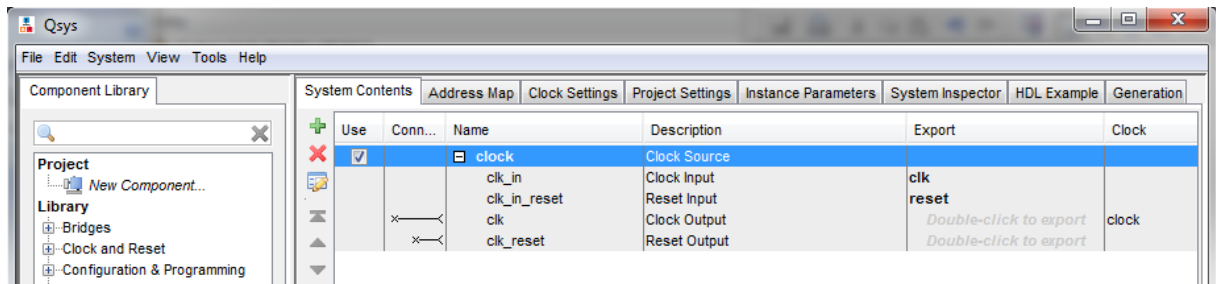 Qsys
File Edit System View Tools Help
Component Library
System Contents Address Map Clock Settings Project Settings Instance Parameters System Inspector HDL Example Generation
Use Conn... Name Description Export Clock
clock Clock Source
clk_in Clock Input clk
clk_in_reset Reset Input reset
clk Clock Output Double-click to export clock
clk_reset Reset Output Double-click to export
Project
New Component...
Library
Bridges
Clock and Reset
Configuration & Programming